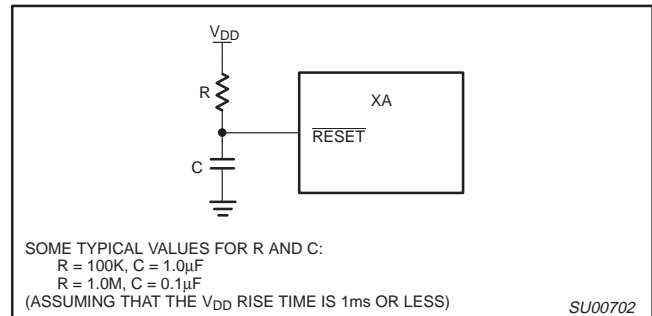 VDD
R
XA
RESET
C
SOME TYPICAL VALUES FOR R AND C:
R = 100K, C = 1.0µF
R = 1.0M, C = 0.1µF
(ASSUMING THAT THE VDD RISE TIME IS 1ms OR LESS)
SU00702